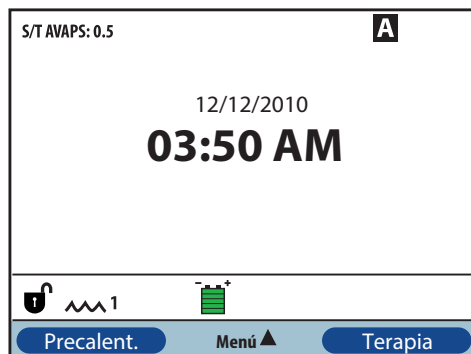 S/T AVAPS: 0.5
A
12/12/2010
03:50 AM
1
- +
Precalent.
Menú
Terapia